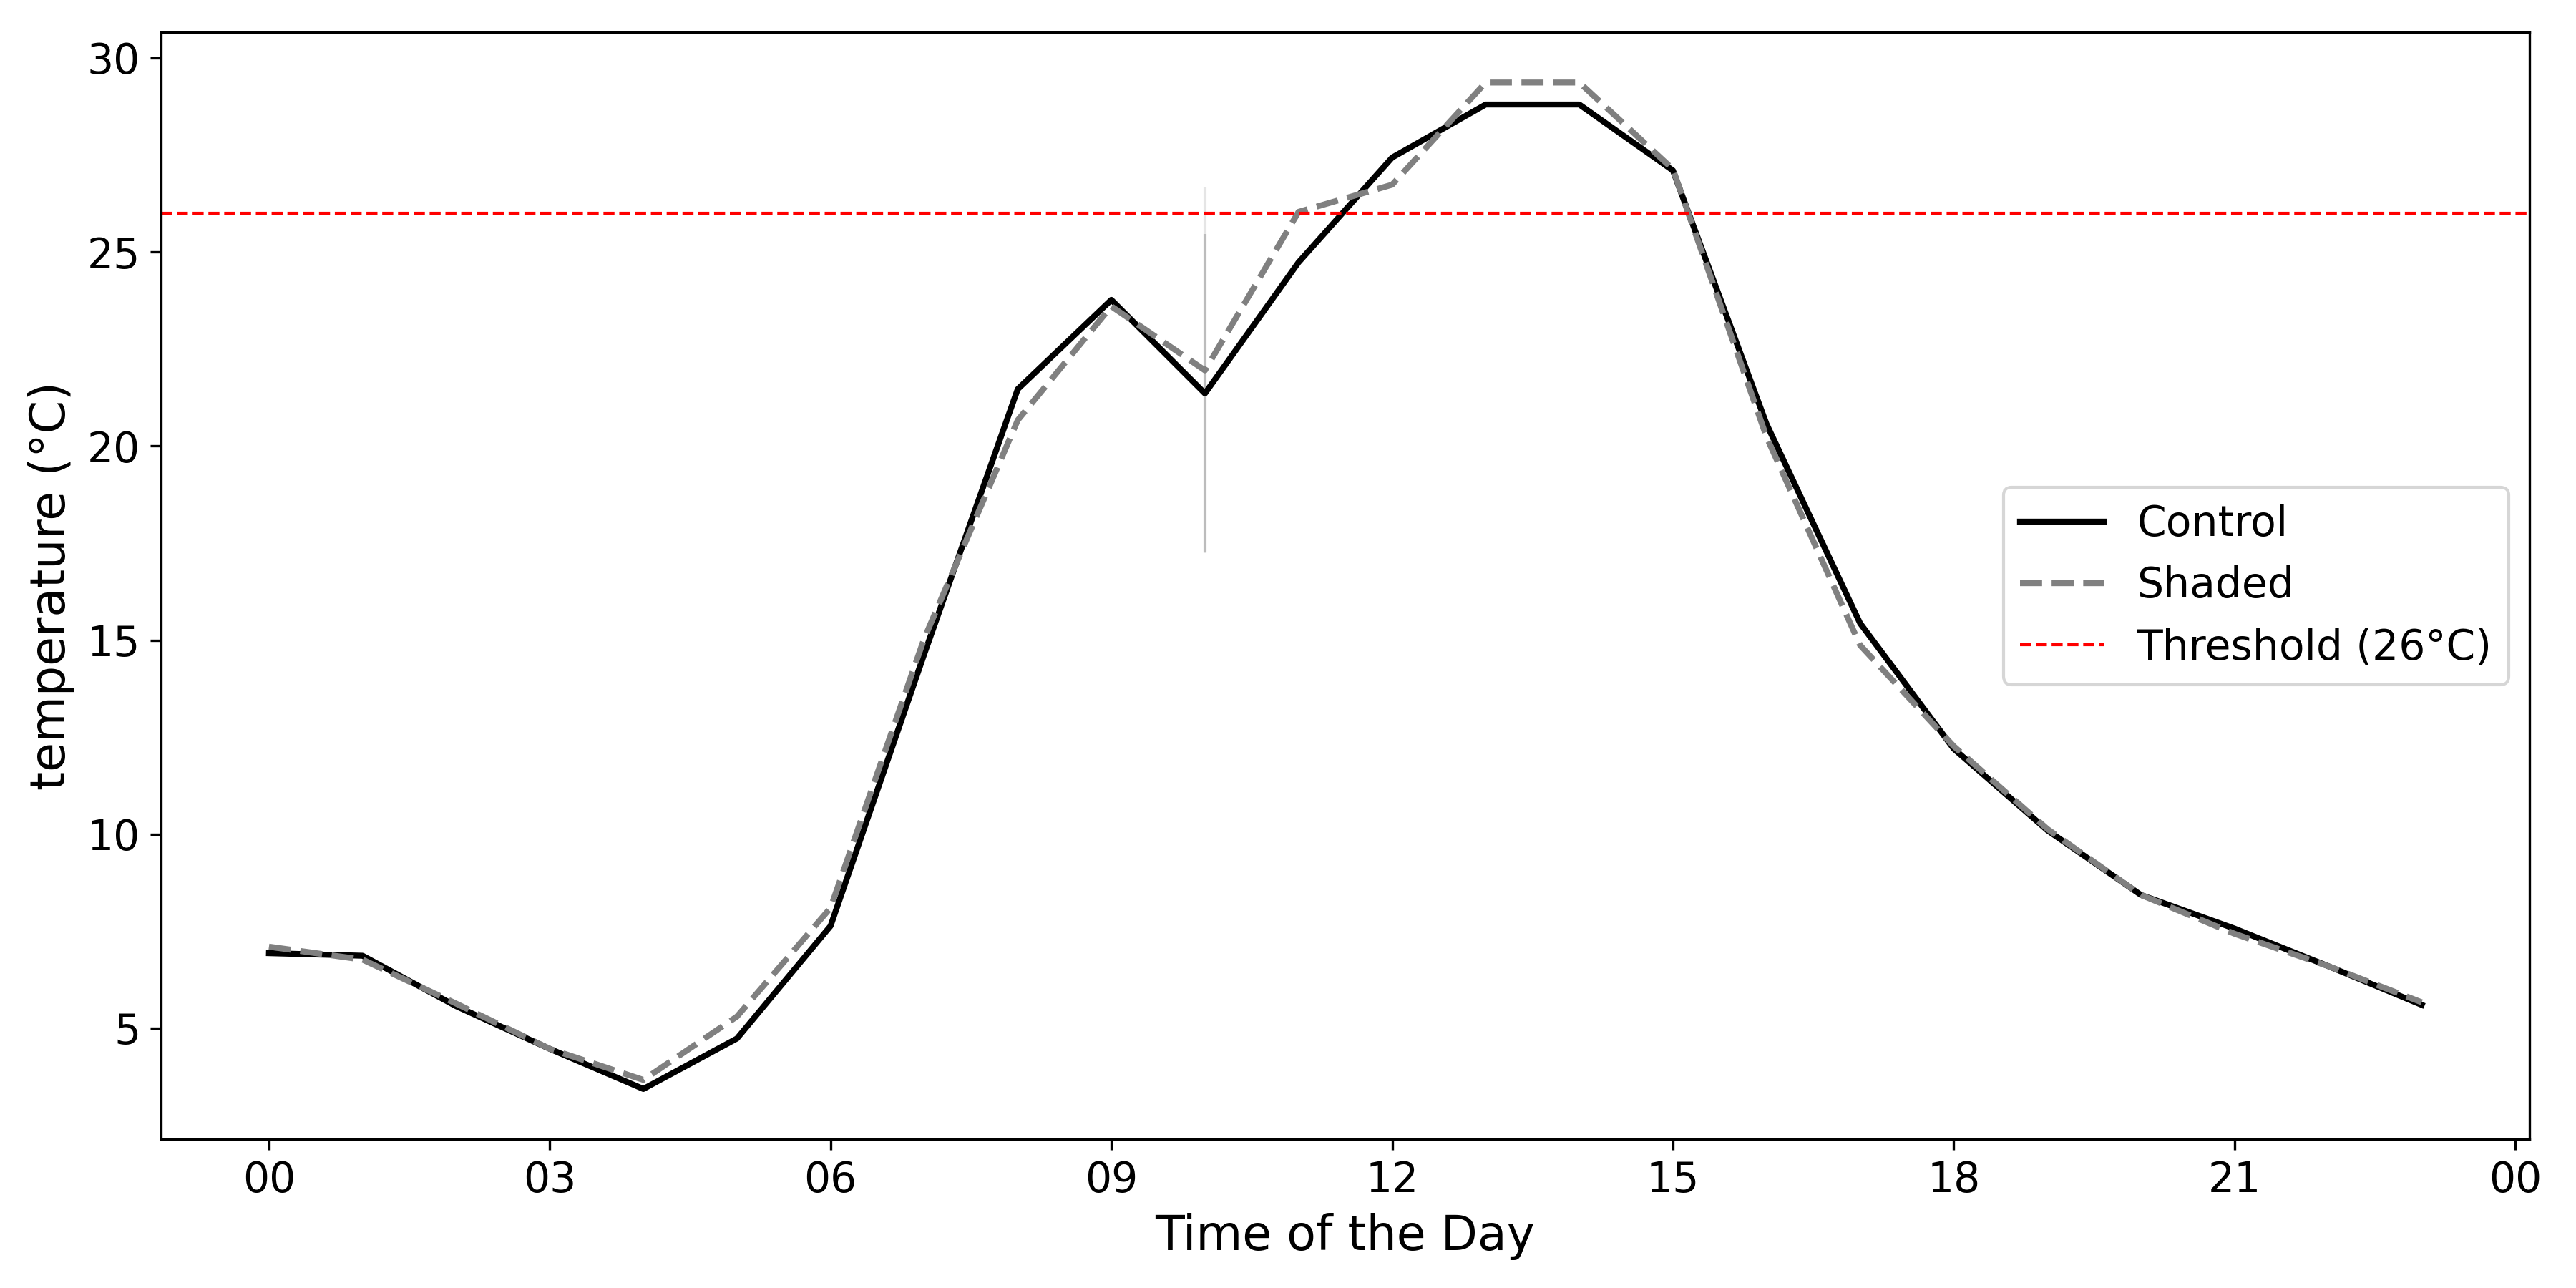 30
25
20
15
10
5
temperature (°C)
Control
Shaded
Threshold (26°C)
00 03 06 09 12 15 18 21 00
Time of the Day